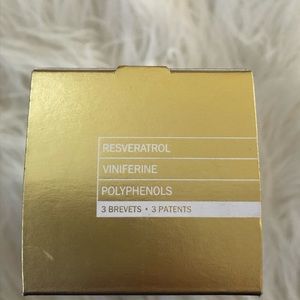 RESVERATROL
VINIFERINE
POLYPHENOLS
3 BREVETS • 3 PATENTS